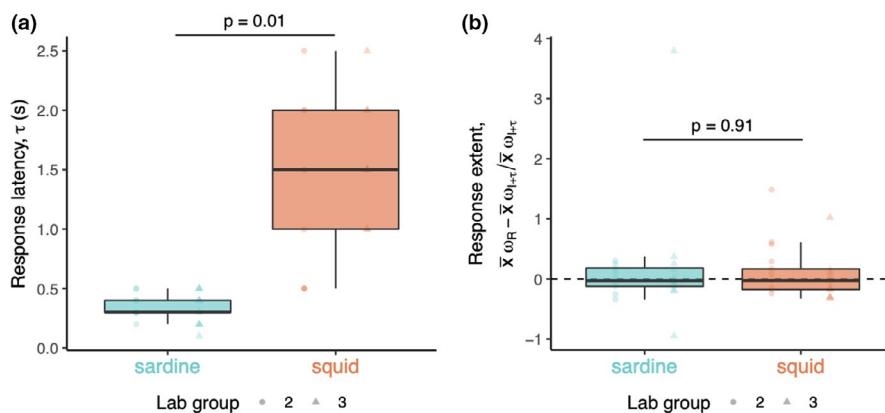 (a)
p = 0.01
Response latency, τ (s)
2.5
2.0
1.5
1.0
0.5
0.0
sardine squid
Lab group 2 3
(b)
p = 0.91
Response extent,
x̅ ω_R − x̅ ω_{I+τ}/x̅ ω_{I+τ}
4
3
2
1
0
−1
sardine squid
Lab group 2 3